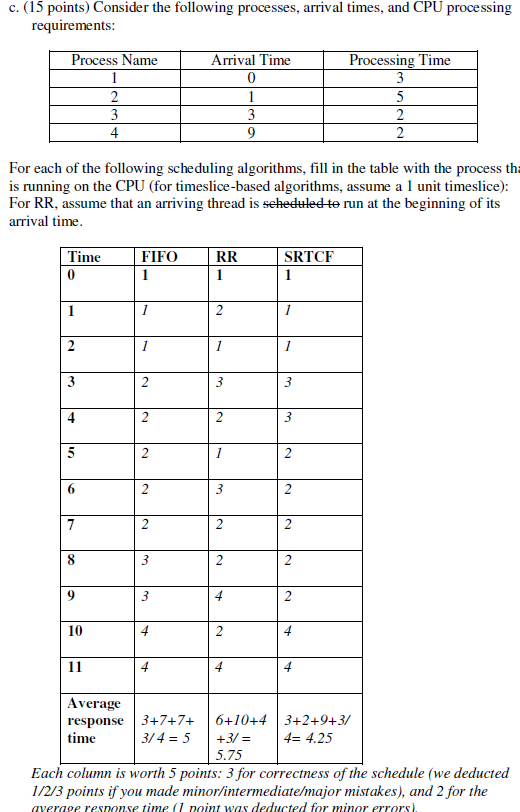 c. (15 points) Consider the following processes, arrival times, and CPU processing
requirements:
Process Name Arrival Time Processing Time
1 0 3
2 1 5
3 3 2
4 9 2
For each of the following scheduling algorithms, fill in the table with the process tha
is running on the CPU (for timeslice-based algorithms, assume a 1 unit timeslice):
For RR, assume that an arriving thread is scheduled to run at the beginning of its
arrival time.
Time FIFO RR SRTCF
0 1 1 1
1 1 2 1
2 1 1 1
3 2 3 3
4 2 2 3
5 2 1 2
6 2 3 2
7 2 2 2
8 3 2 2
9 3 4 2
10 4 2 4
11 4 4 4
Average
response 3+7+7+ 6+10+4 3+2+9+3/
time 3/ 4 = 5 +3/ = 4= 4.25
5.75
Each column is worth 5 points: 3 for correctness of the schedule (we deducted
1/2/3 points if you made minor/intermediate/major mistakes), and 2 for the
average response time (1 point was deducted for minor errors).